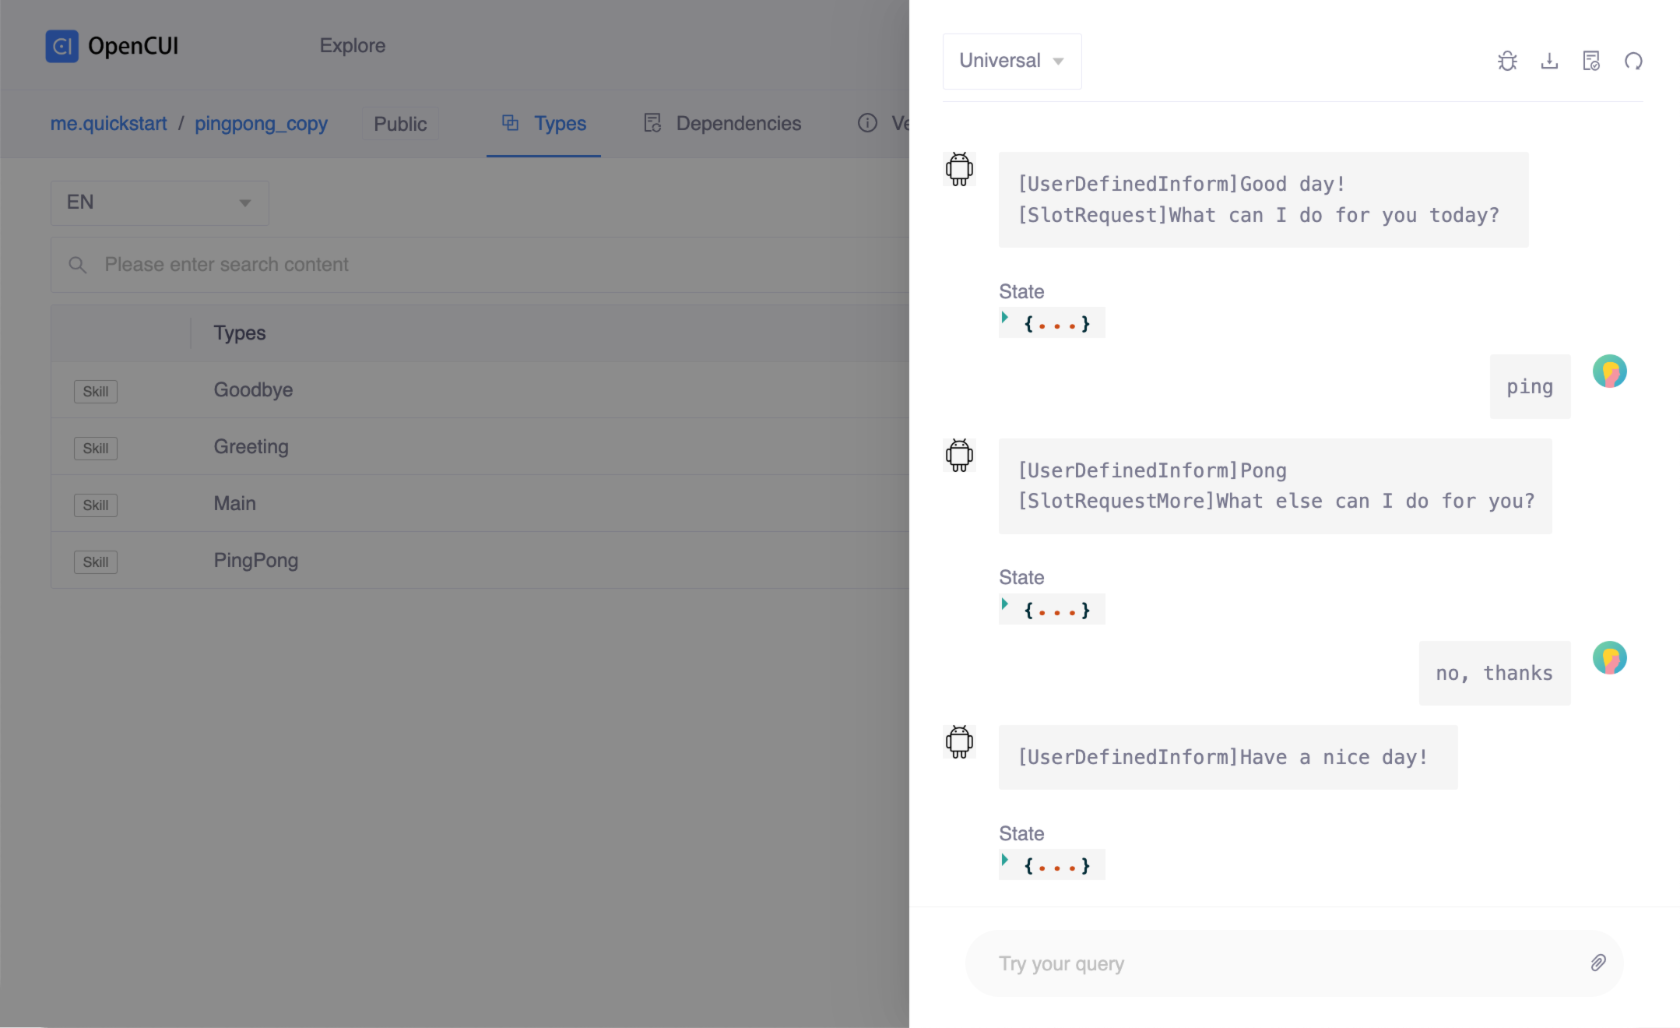 CI OpenCUI
Explore
me.quickstart / pingpong_copy
Public
Types
Dependencies
EN
Please enter search content
Types
Skill Goodbye
Skill Greeting
Skill Main
Skill PingPong
Universal
[UserDefinedInform]Good day!
[SlotRequest]What can I do for you today?
State
{...}
ping
[UserDefinedInform]Pong
[SlotRequestMore]What else can I do for you?
State
{...}
no, thanks
[UserDefinedInform]Have a nice day!
State
{...}
Try your query